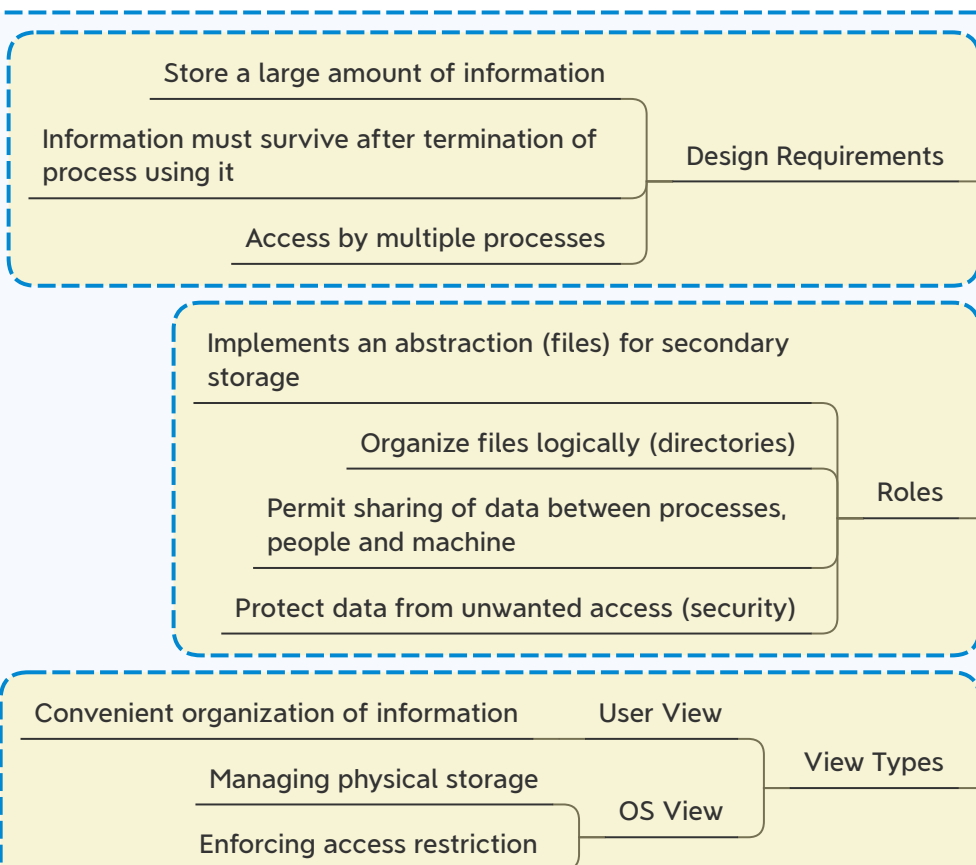 Store a large amount of information
Information must survive after termination of
process using it
Access by multiple processes
Design Requirements
Implements an abstraction (files) for secondary
storage
Organize files logically (directories)
Permit sharing of data between processes,
people and machine
Protect data from unwanted access (security)
Roles
Convenient organization of information
User View
Managing physical storage
Enforcing access restriction
OS View
View Types